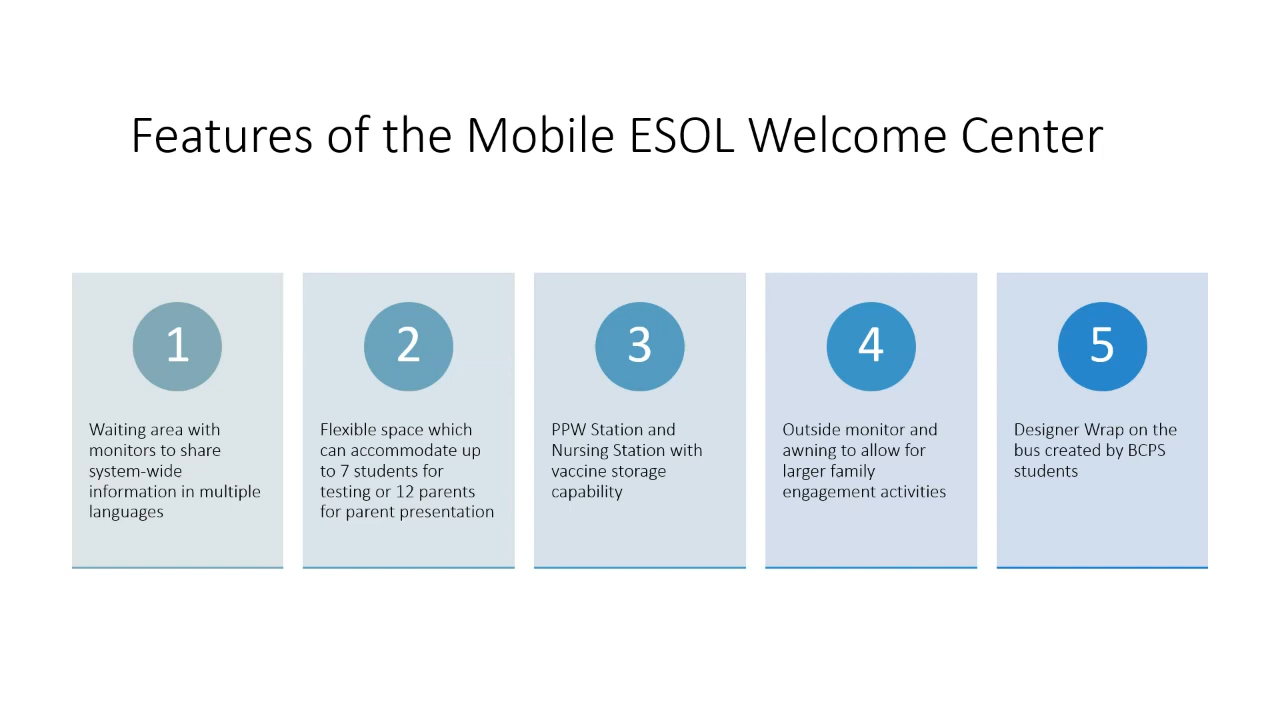 Features of the Mobile ESOL Welcome Center
1
Waiting area with
monitors to share
system-wide
information in multiple
languages
2
Flexible space which
can accommodate up
to 7 students for
testing or 12 parents
for parent presentation
3
PPW Station and
Nursing Station with
vaccine storage
capability
4
Outside monitor and
awning to allow for
larger family
engagement activities
5
Designer Wrap on the
bus created by BCPS
students